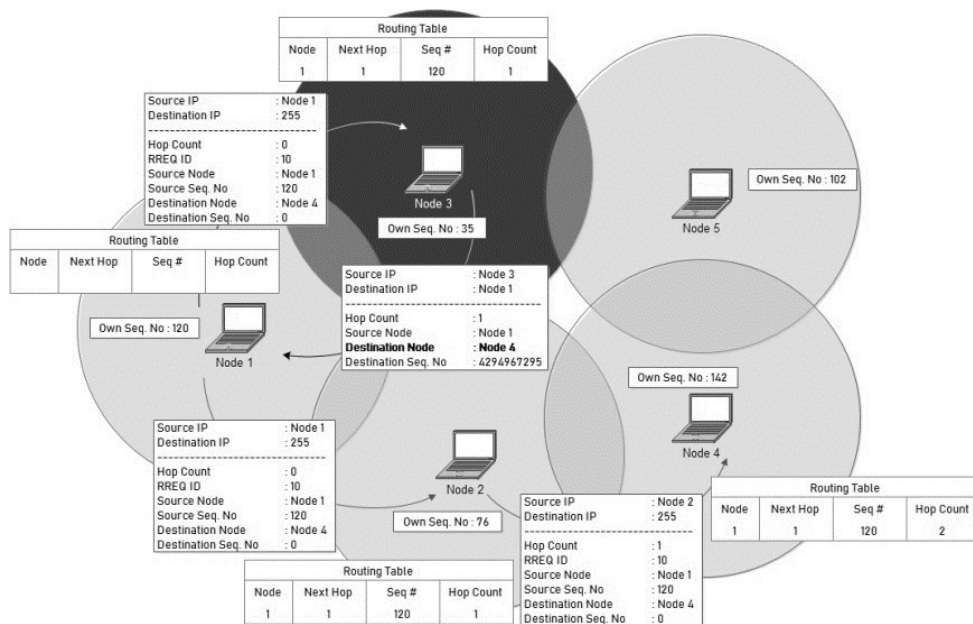 Routing Table
Node Next Hop Seq # Hop Count
1 1 120 1
Source IP : Node 1
Destination IP : 255
Hop Count : 0
RREQ ID : 10
Source Node : Node 1
Source Seq. No : 120
Destination Node : Node 4
Destination Seq. No : 0
Node 3
Own Seq. No : 35
Own Seq. No : 102
Node 5
Routing Table
Node Next Hop Seq # Hop Count
Own Seq. No : 120
Node 1
Source IP : Node 3
Destination IP : Node 1
Hop Count : 1
Source Node : Node 1
Destination Node : Node 4
Destination Seq. No : 4294967295
Own Seq. No : 142
Node 4
Source IP : Node 1
Destination IP : 255
Hop Count : 0
RREQ ID : 10
Source Node : Node 1
Source Seq. No : 120
Destination Node : Node 4
Destination Seq. No : 0
Node 2
Own Seq. No : 76
Source IP : Node 2
Destination IP : 255
Hop Count : 1
RREQ ID : 10
Source Node : Node 1
Source Seq. No : 120
Destination Node : Node 4
Destination Seq. No : 0
Routing Table
Node Next Hop Seq # Hop Count
1 1 120 2
Routing Table
Node Next Hop Seq # Hop Count
1 1 120 1